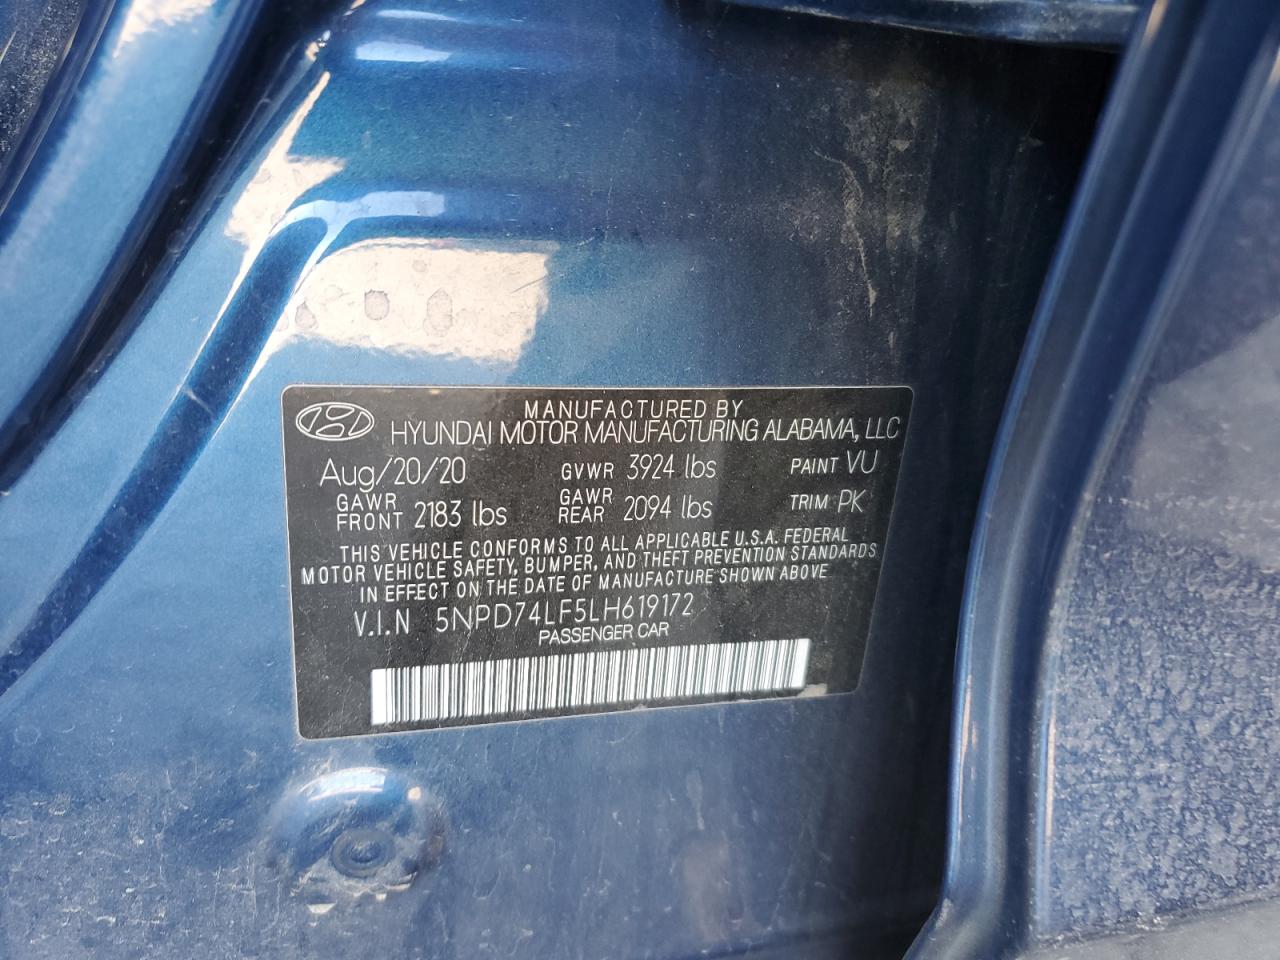 MANUFACTURED BY
HYUNDAI MOTOR MANUFACTURING ALABAMA, LLC
Aug/20/20 GVWR 3924 lbs PAINT VU
GAWR FRONT 2183 lbs GAWR REAR 2094 lbs TRIM PK
THIS VEHICLE CONFORMS TO ALL APPLICABLE U.S.A. FEDERAL
MOTOR VEHICLE SAFETY, BUMPER, AND THEFT PREVENTION STANDARDS
IN EFFECT ON THE DATE OF MANUFACTURE SHOWN ABOVE
V.I.N 5NPD74LF5LH619172
PASSENGER CAR